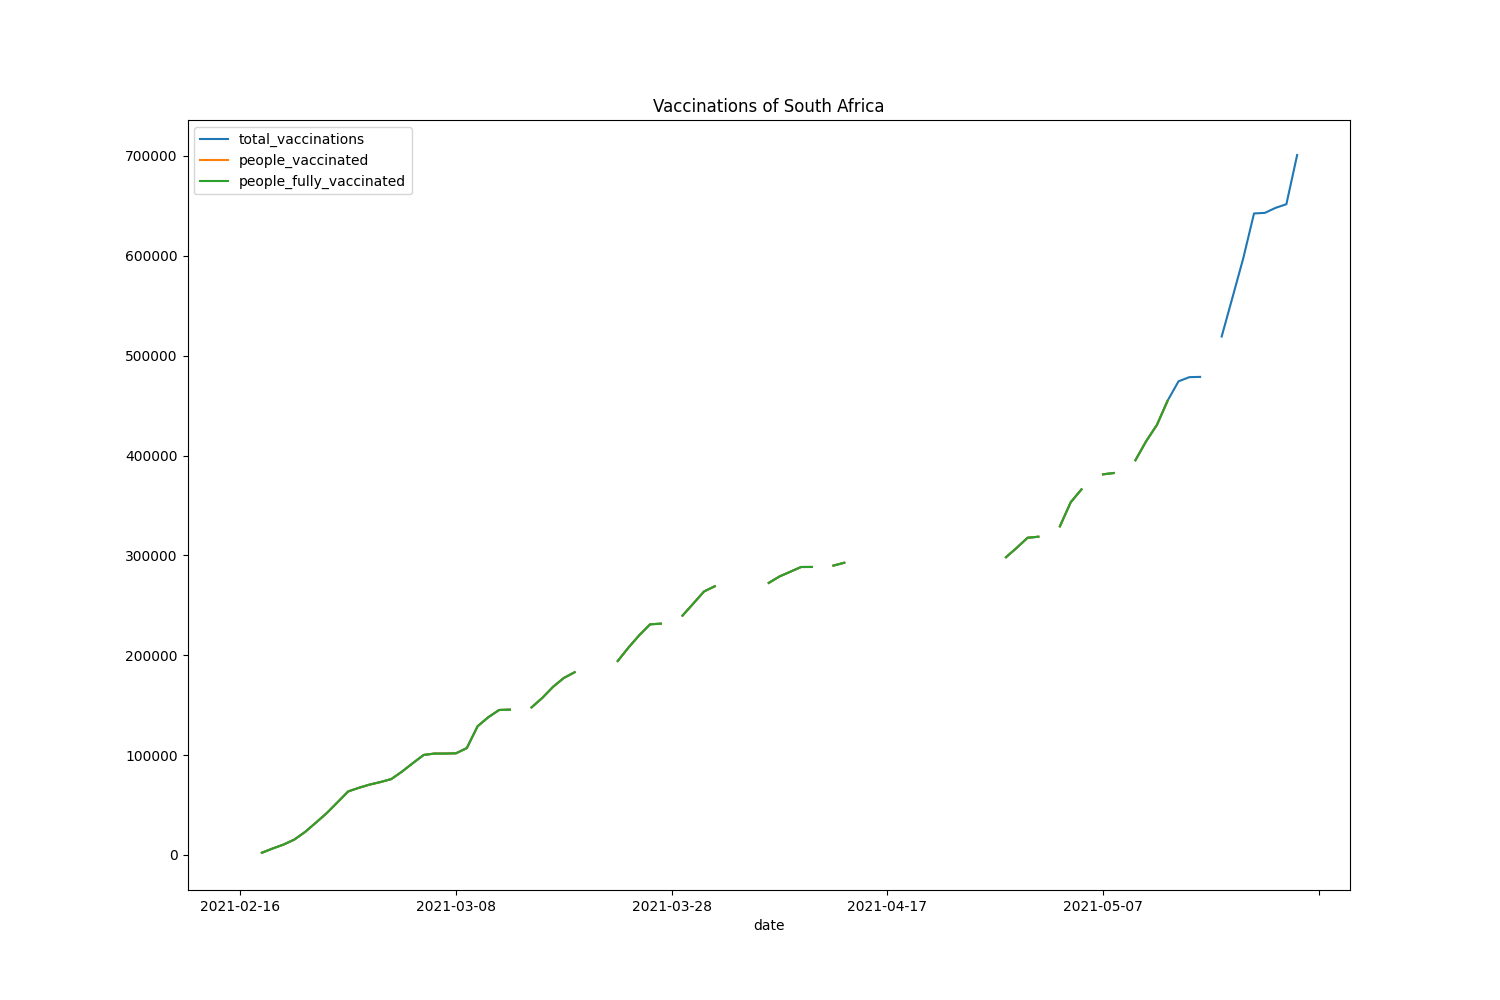 Vaccinations of South Africa
total_vaccinations
people_vaccinated
people_fully_vaccinated
700000
600000
500000
400000
300000
200000
100000
0
2021-02-16
2021-03-08
2021-03-28
2021-04-17
2021-05-07
date